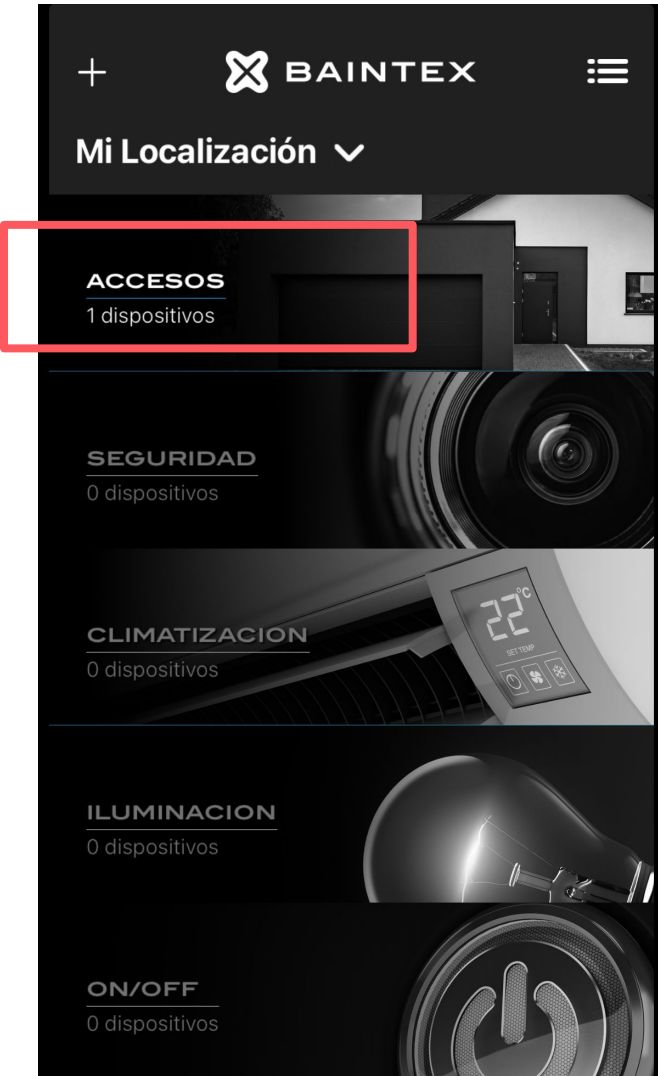 BAINTEX
Mi Localización
ACCESOS
1 dispositivos
SEGURIDAD
0 dispositivos
CLIMATIZACION
0 dispositivos
22°C
SET TEMP
ILUMINACION
0 dispositivos
ON/OFF
0 dispositivos